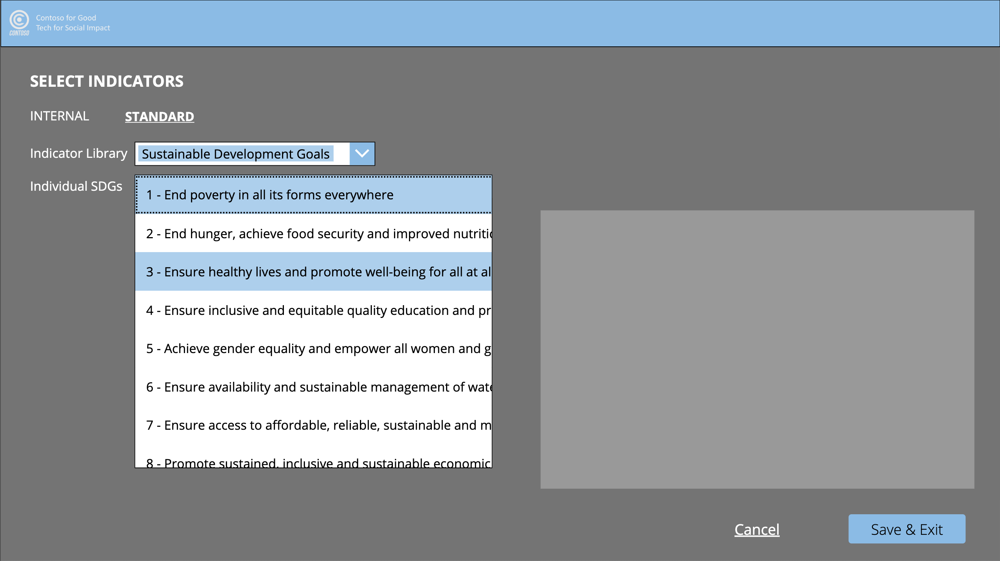 Contoso for Good
Tech for Social Impact
CONTOSO
SELECT INDICATORS
INTERNAL STANDARD
Indicator Library Sustainable Development Goals
Individual SDGs
1 - End poverty in all its forms everywhere
2 - End hunger, achieve food security and improved nutritio
3 - Ensure healthy lives and promote well-being for all at al
4 - Ensure inclusive and equitable quality education and pr
5 - Achieve gender equality and empower all women and g
6 - Ensure availability and sustainable management of wate
7 - Ensure access to affordable, reliable, sustainable and m
8 - Promote sustained, inclusive and sustainable economic
Cancel Save & Exit